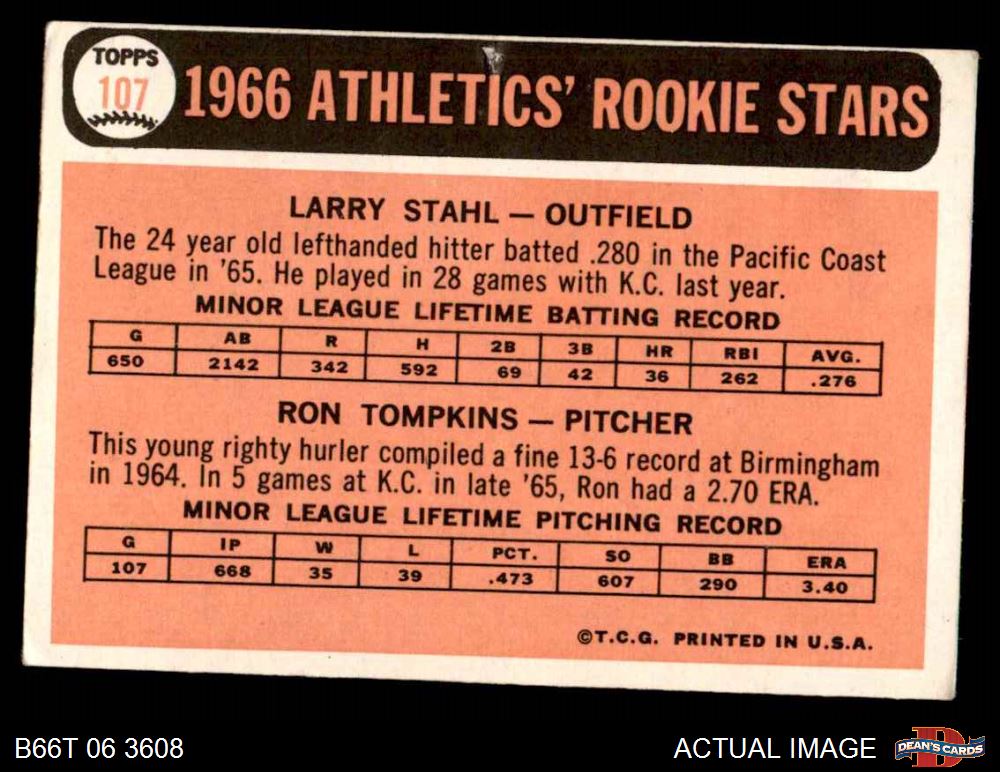 TOPPS
107
1966 ATHLETICS' ROOKIE STARS
LARRY STAHL — OUTFIELD
The 24 year old lefthanded hitter batted .280 in the Pacific Coast
League in '65. He played in 28 games with K.C. last year.
MINOR LEAGUE LIFETIME BATTING RECORD
G AB R H 2B 3B HR RBI AVG.
650 2142 342 592 69 42 36 262 .276
RON TOMPKINS — PITCHER
This young righty hurler compiled a fine 13-6 record at Birmingham
in 1964. In 5 games at K.C. in late '65, Ron had a 2.70 ERA.
MINOR LEAGUE LIFETIME PITCHING RECORD
G IP W L PCT. SO BB ERA
107 668 35 39 .473 607 290 3.40
©T.C.G. PRINTED IN U.S.A.
B66T 06 3608
ACTUAL IMAGE
DEAN'S CARDS